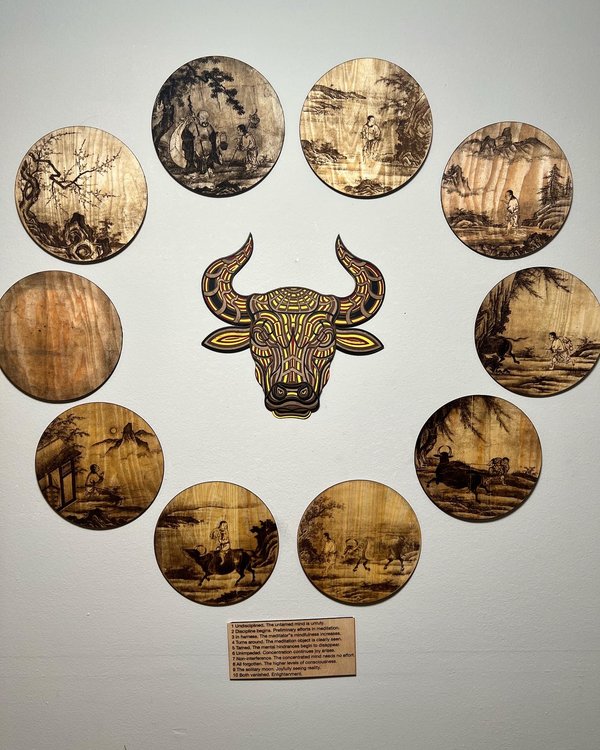 1 Undisciplined. The untamed mind is unruly.
2 Discipline begins. Preliminary efforts in meditation.
3 In harness. The meditator's mindfulness increases.
4 Turns around. The meditation object is clearly seen.
5 Tamed. The mental hindrances begin to disappear.
6 Unimpeded. Concentration continues joy arises.
7 Non-interference. The concentrated mind needs no effort.
8 All forgotten. The higher levels of consciousness.
9 The solitary moon. Joyfully seeing reality.
10 Both vanished. Enlightenment.